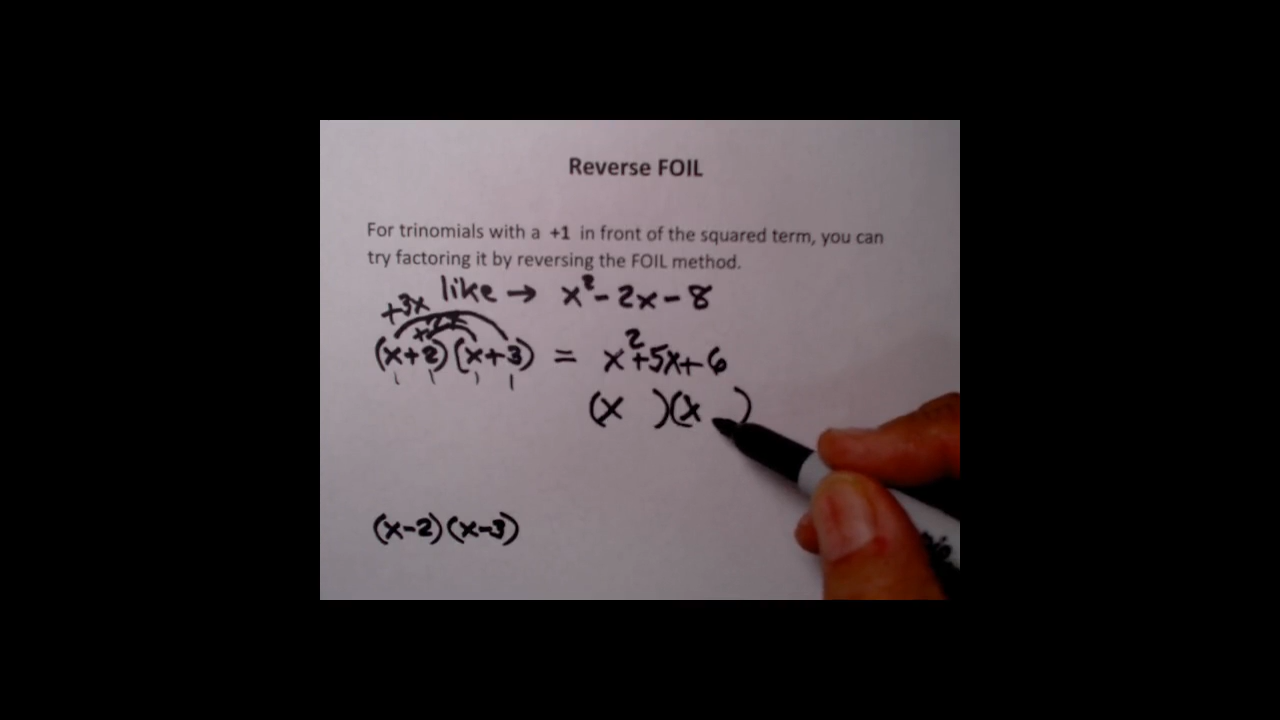 Reverse FOIL
For trinomials with a +1 in front of the squared term, you can
try factoring it by reversing the FOIL method.
like → x² - 2x - 8
+3x
+2x
(x+2)(x+3) = x²+5x+6
(x )(x )
(x-2)(x-3)